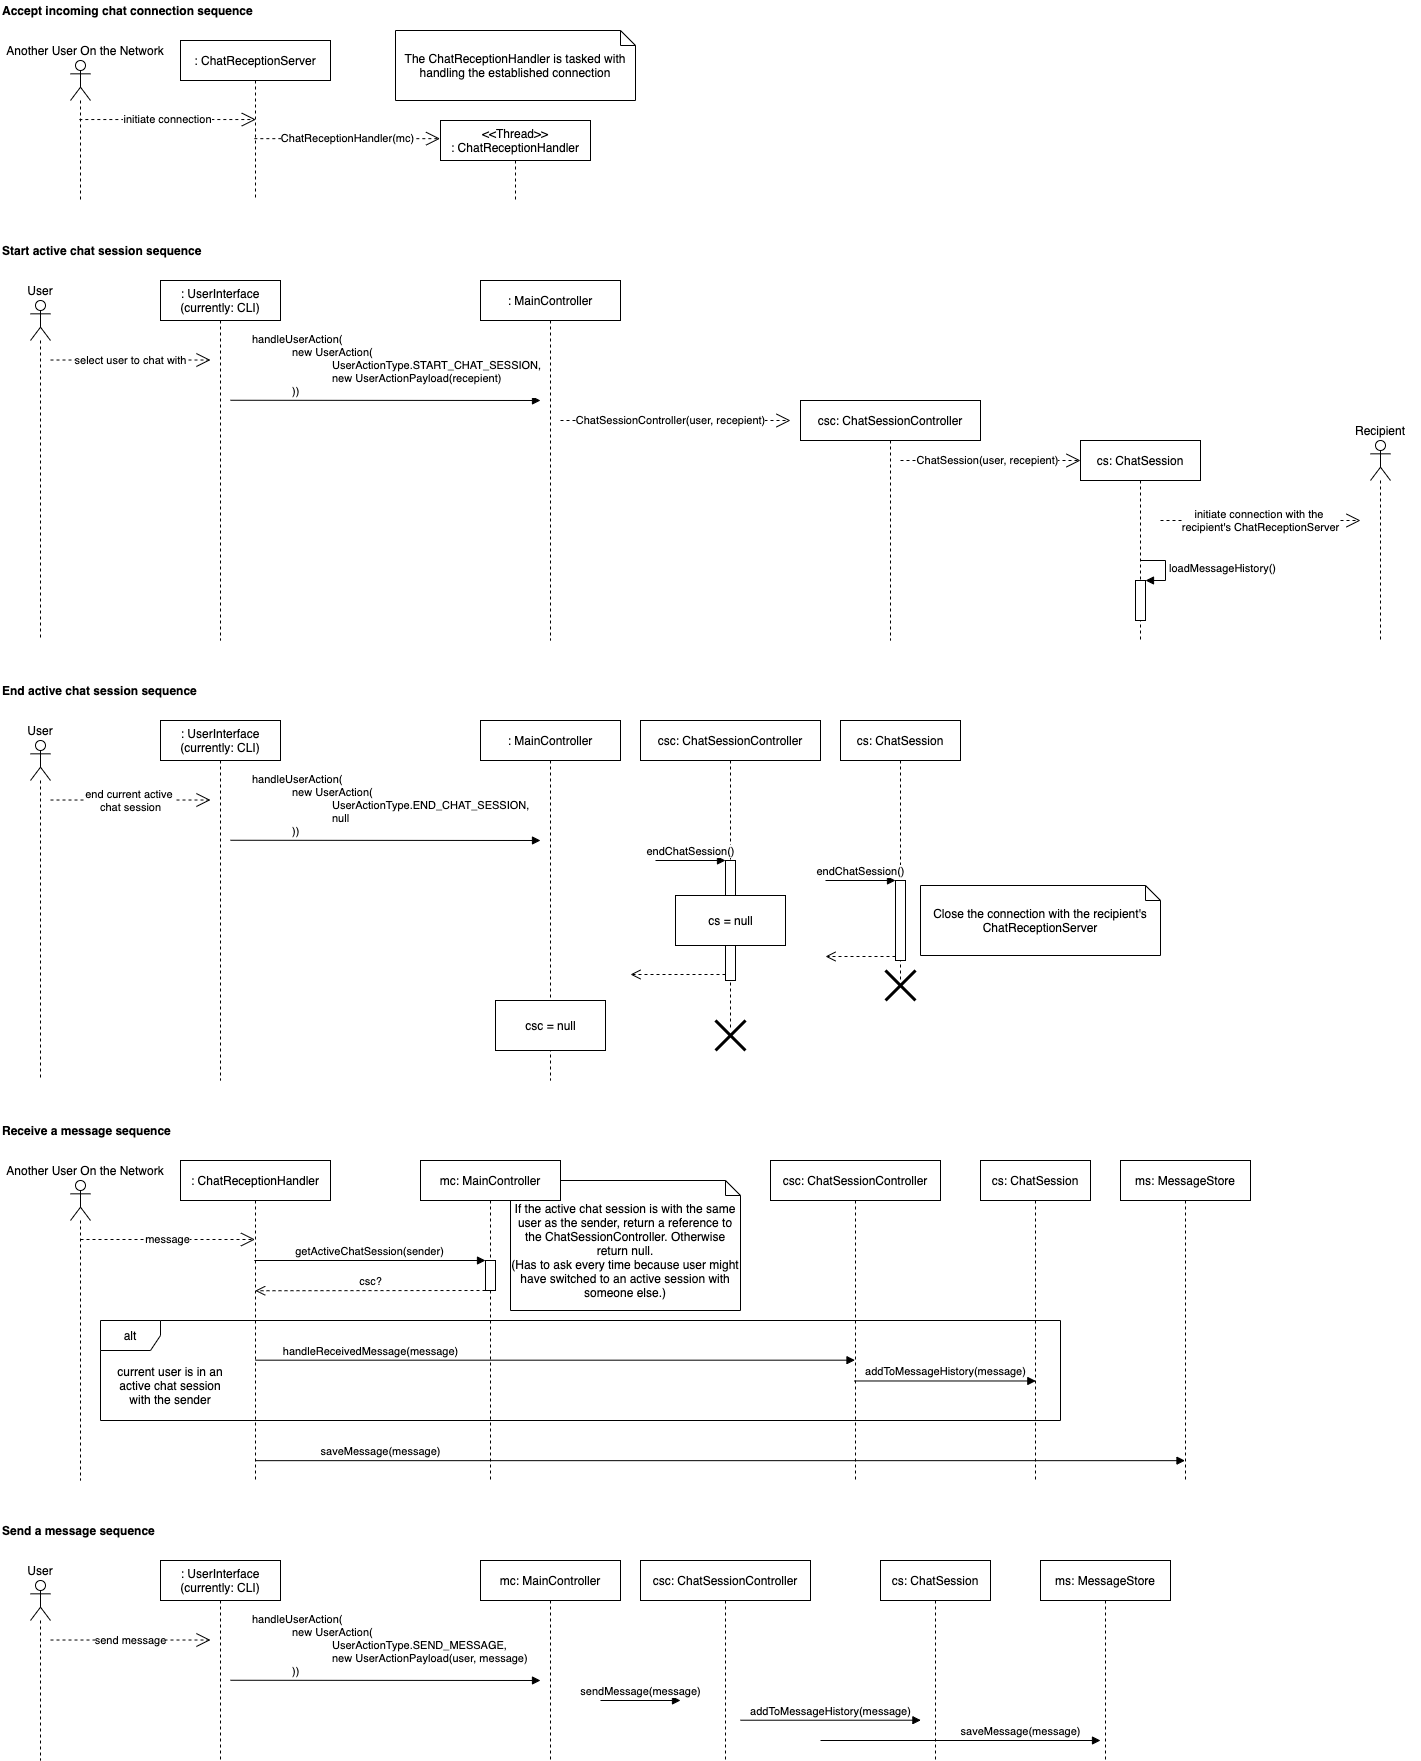 Accept incoming chat connection sequence
Another User On the Network
: ChatReceptionServer
The ChatReceptionHandler is tasked with
handling the established connection
initiate connection
ChatReceptionHandler(mc)
<<Thread>>
: ChatReceptionHandler
Start active chat session sequence
User
: UserInterface
(currently: CLI)
: MainController
select user to chat with
handleUserAction(
new UserAction(
UserActionType.START_CHAT_SESSION,
new UserActionPayload(recepient)
))
ChatSessionController(user, recepient)
csc: ChatSessionController
ChatSession(user, recepient)
cs: ChatSession
Recipient
initiate connection with the
recipient's ChatReceptionServer
loadMessageHistory()
End active chat session sequence
User
: UserInterface
(currently: CLI)
: MainController
csc: ChatSessionController
cs: ChatSession
end current active
chat session
handleUserAction(
new UserAction(
UserActionType.END_CHAT_SESSION,
null
))
endChatSession()
endChatSession()
cs = null
Close the connection with the recipient's
ChatReceptionServer
csc = null
Receive a message sequence
Another User On the Network
: ChatReceptionHandler
mc: MainController
csc: ChatSessionController
cs: ChatSession
ms: MessageStore
If the active chat session is with the same
user as the sender, return a reference to
the ChatSessionController. Otherwise
return null.
(Has to ask every time because user might
have switched to an active session with
someone else.)
message
getActiveChatSession(sender)
csc?
alt
current user is in an
active chat session
with the sender
handleReceivedMessage(message)
addToMessageHistory(message)
saveMessage(message)
Send a message sequence
User
: UserInterface
(currently: CLI)
mc: MainController
csc: ChatSessionController
cs: ChatSession
ms: MessageStore
send message
handleUserAction(
new UserAction(
UserActionType.SEND_MESSAGE,
new UserActionPayload(user, message)
))
sendMessage(message)
addToMessageHistory(message)
saveMessage(message)